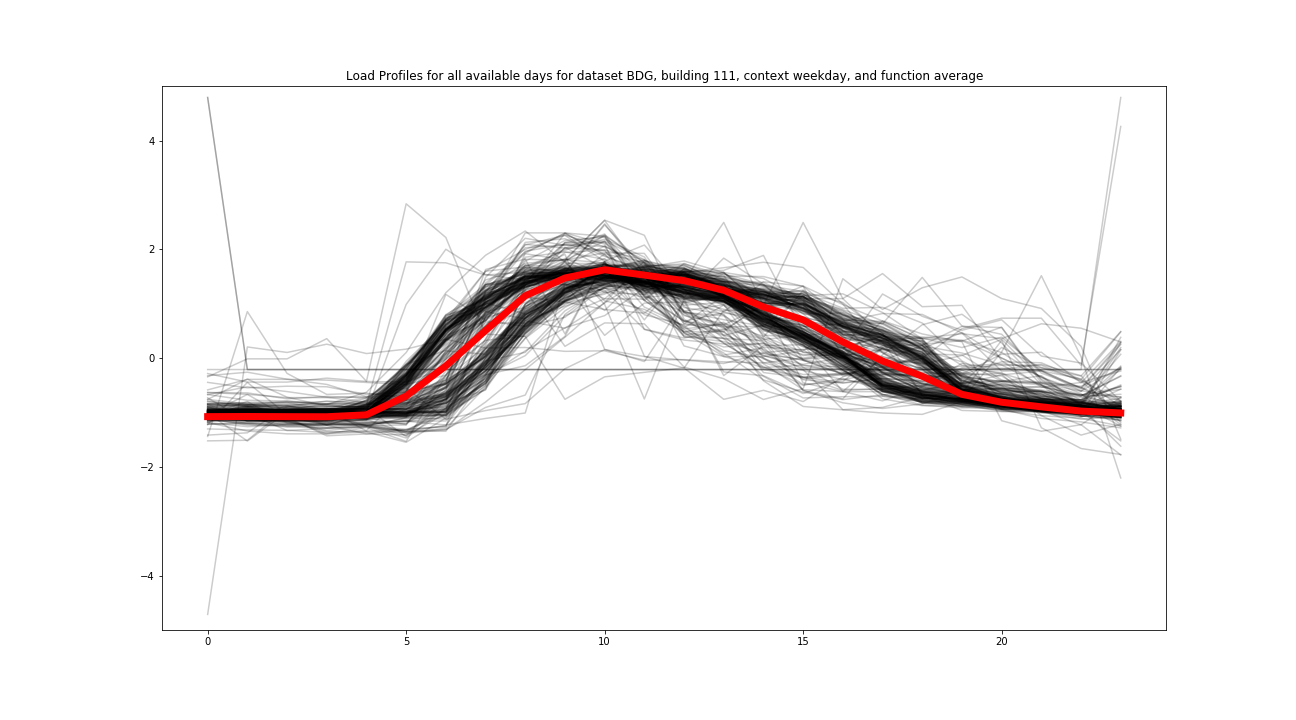 Load Profiles for all available days for dataset BDG, building 111, context weekday, and function average
4
2
0
−2
−4
0 5 10 15 20